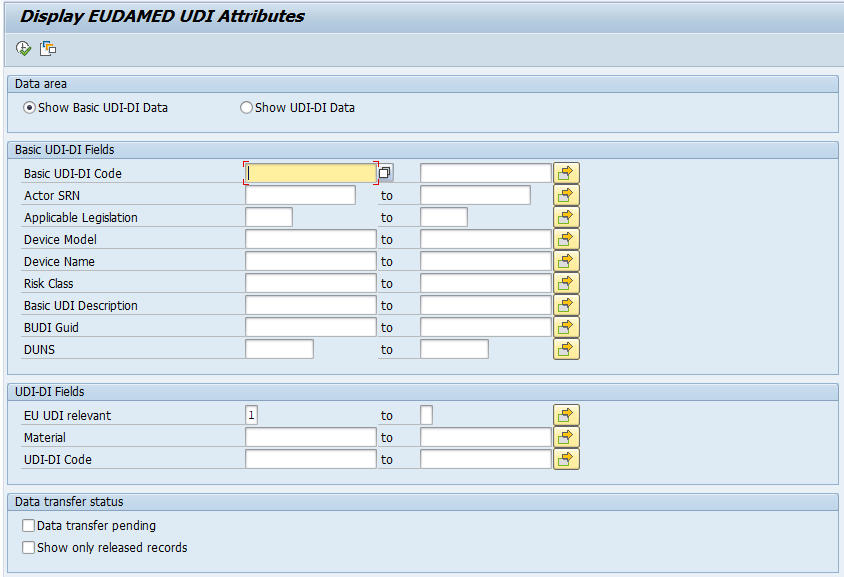 Display EUDAMED UDI Attributes
Data area
Show Basic UDI-DI Data Show UDI-DI Data
Basic UDI-DI Fields
Basic UDI-DI Code
Actor SRN to
Applicable Legislation to
Device Model to
Device Name to
Risk Class to
Basic UDI Description to
BUDI Guid to
DUNS to
UDI-DI Fields
EU UDI relevant 1 to
Material to
UDI-DI Code to
Data transfer status
Data transfer pending
Show only released records